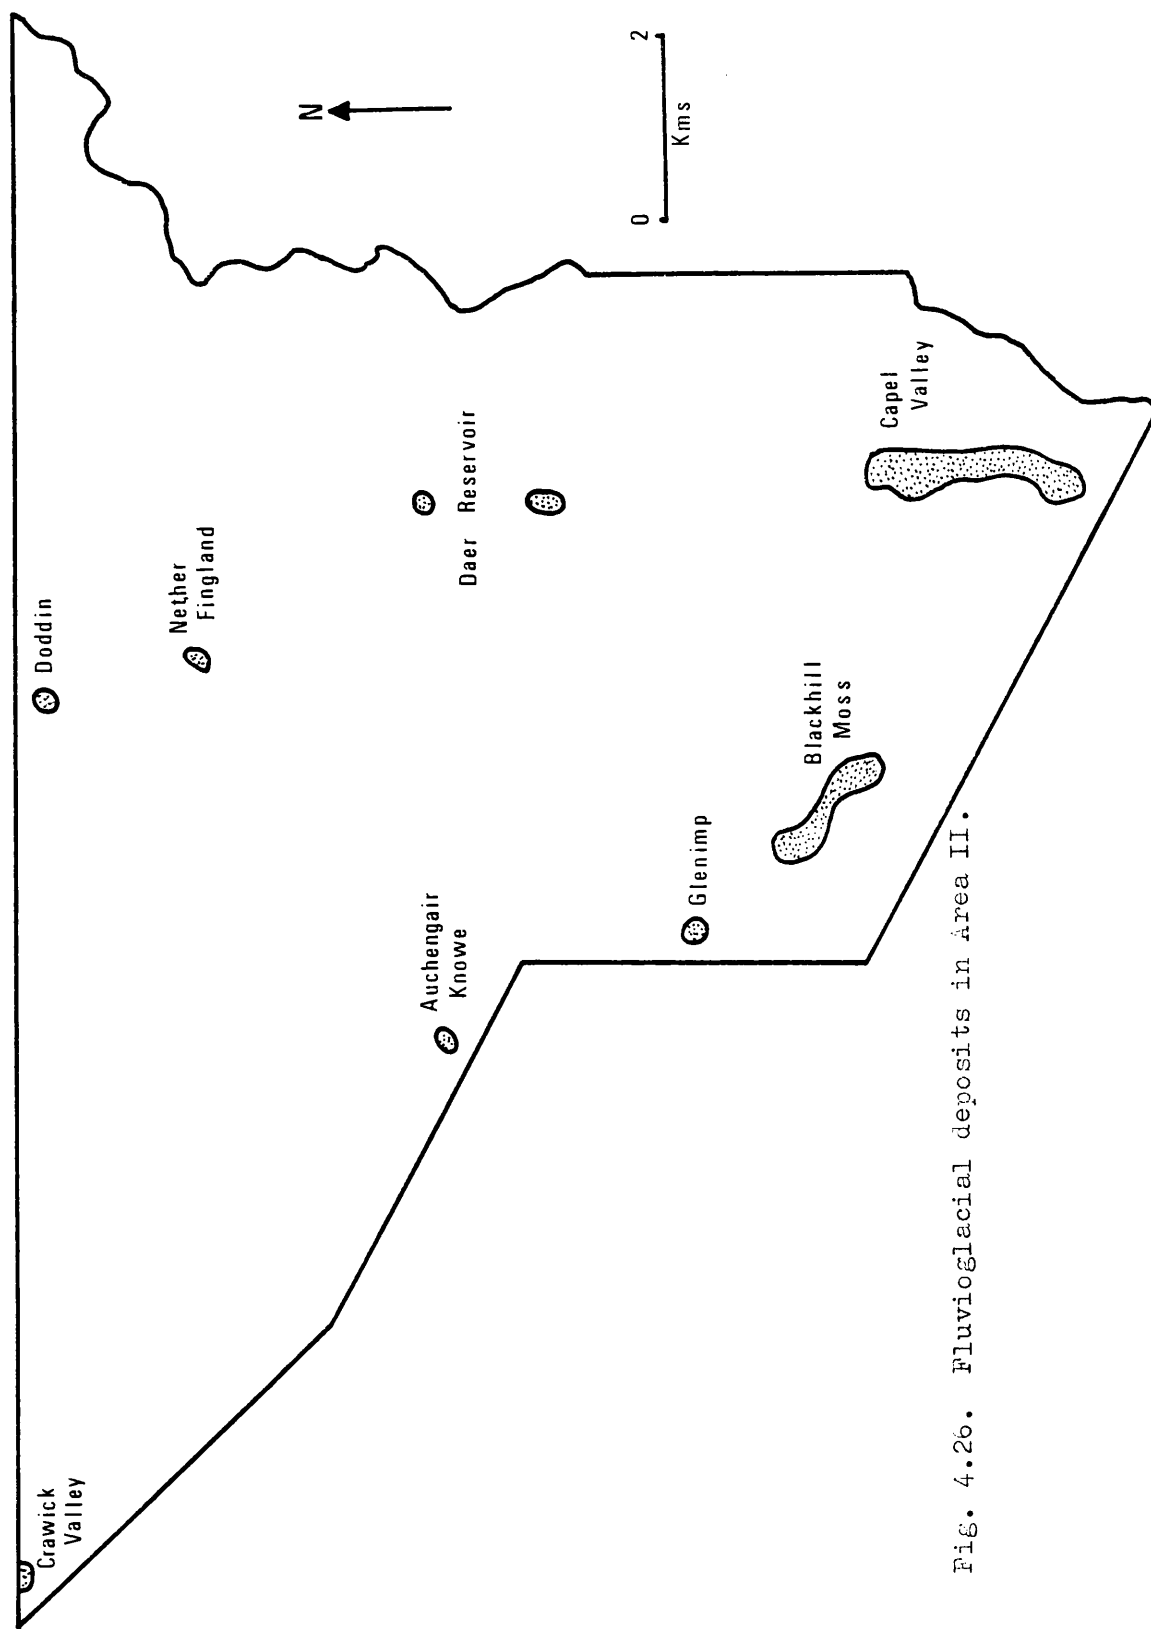 Crawick
Valley
Doddin
Nether
Fingland
Auchengair
Knowe
Daer Reservoir
Glenimp
Blackhill
Moss
Capel
Valley
N
0 2
Kms
Fig. 4.26. Fluvioglacial deposits in Area II.